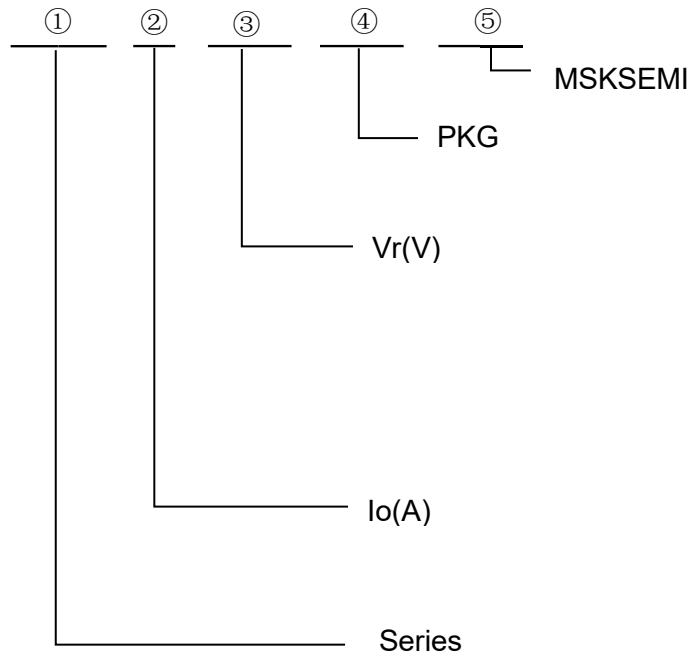 ① ② ③ ④ ⑤
MSKSEMI
PKG
Vr(V)
Io(A)
Series